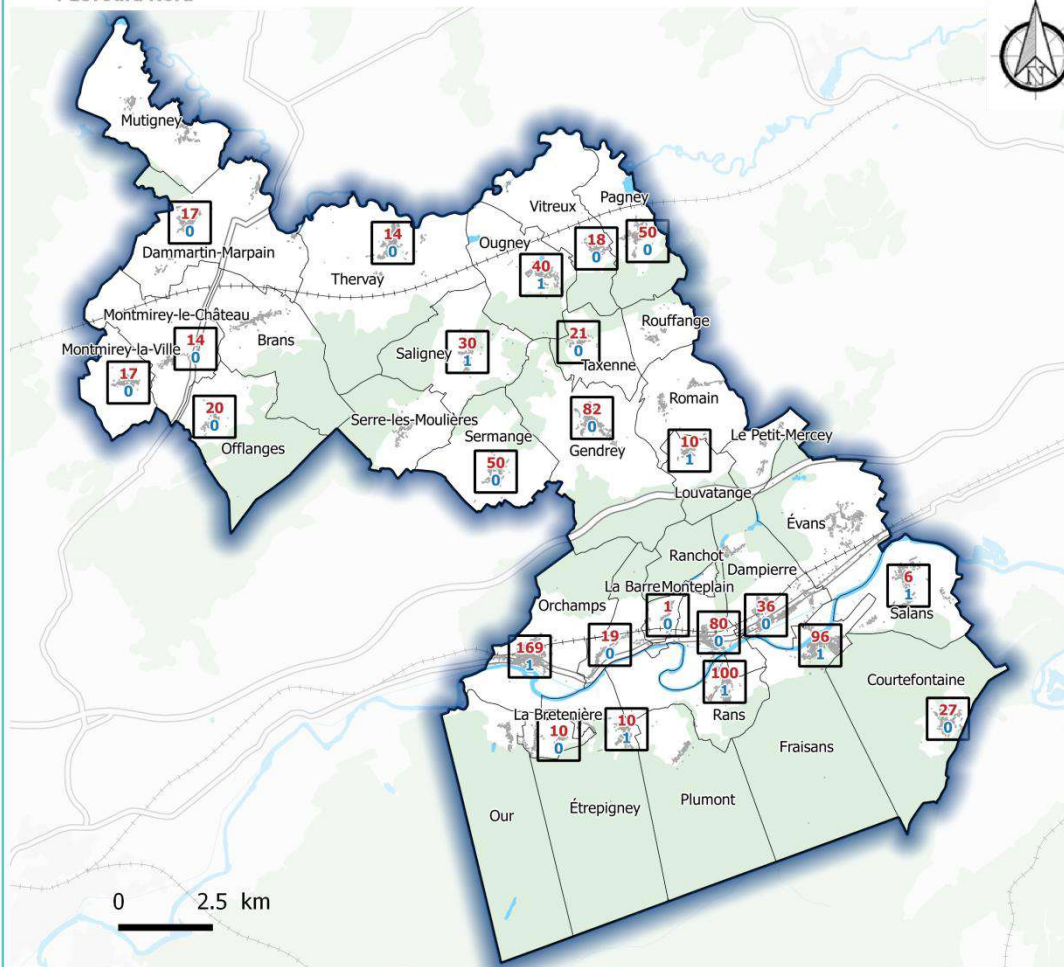 N
Mutigney
17
0
Dammartin-Marpain
14
0
Thervay
Vitreux
Pagney
Ougney
18
0
50
0
40
1
Montmirey-le-Château
Brans
14
0
Montmirey-la-Ville
17
0
20
0
Offlanges
Saligney
30
1
21
0
Taxenne
Rouffange
Serre-les-Moulières
Sermange
50
0
82
0
Gendrey
Romain
10
1
Le Petit-Mercey
Louvatange
Évans
Ranchot
Dampierre
La Barre
Monteplain
Orchamps
1
0
36
0
6
1
Salans
169
1
19
0
80
0
96
1
100
1
Rans
Courtefontaine
27
0
La Bretenière
10
0
10
1
Fraisans
Plumont
Étrepigney
Our
0 2.5 km